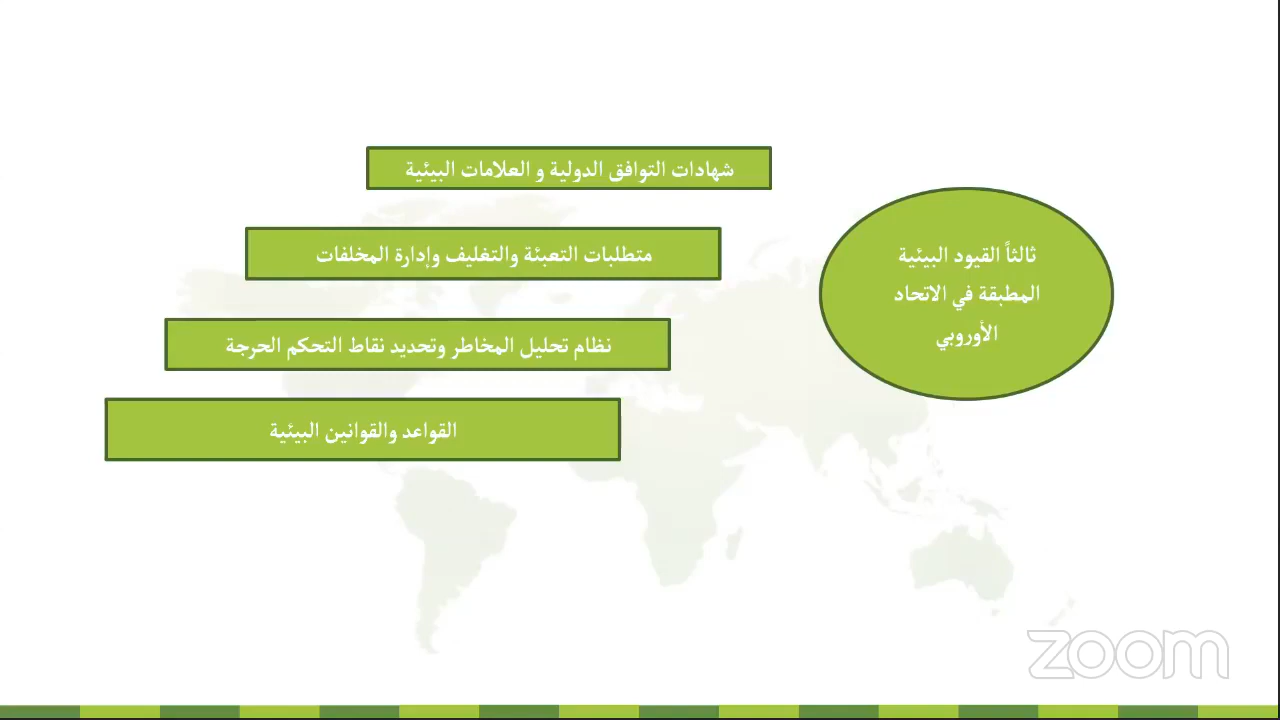 ثالثاً القيود البيئية
المطبقة في الاتحاد
الأوروبي
شهادات التوافق الدولية و العلامات البيئية
متطلبات التعبئة والتغليف وإدارة المخلفات
نظام تحليل المخاطر وتحديد نقاط التحكم الحرجة
القواعد والقوانين البيئية
zoom